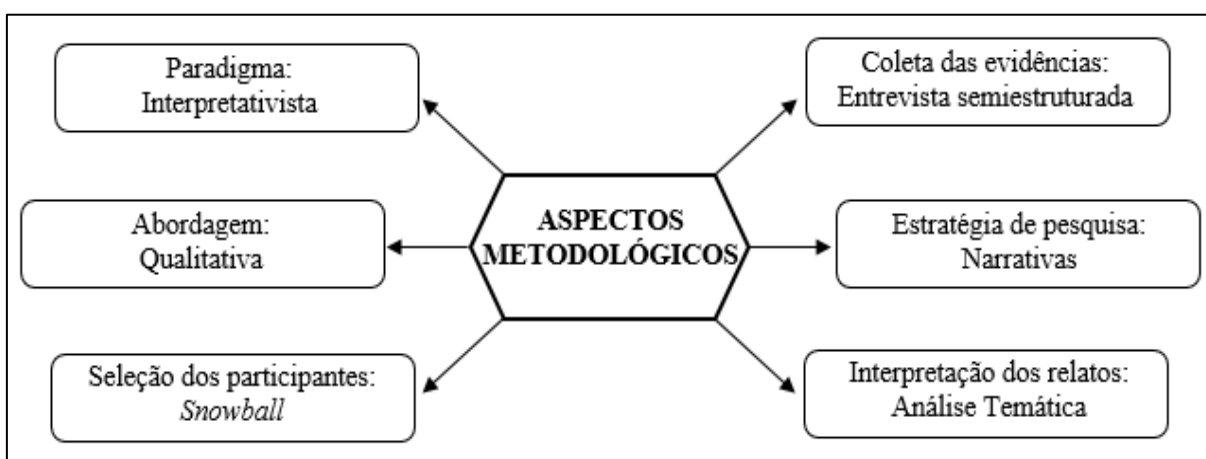 Paradigma:
Interpretativista
Abordagem:
Qualitativa
Seleção dos participantes:
Snowball
ASPECTOS
METODOLÓGICOS
Coleta das evidências:
Entrevista semiestruturada
Estratégia de pesquisa:
Narrativas
Interpretação dos relatos:
Análise Temática